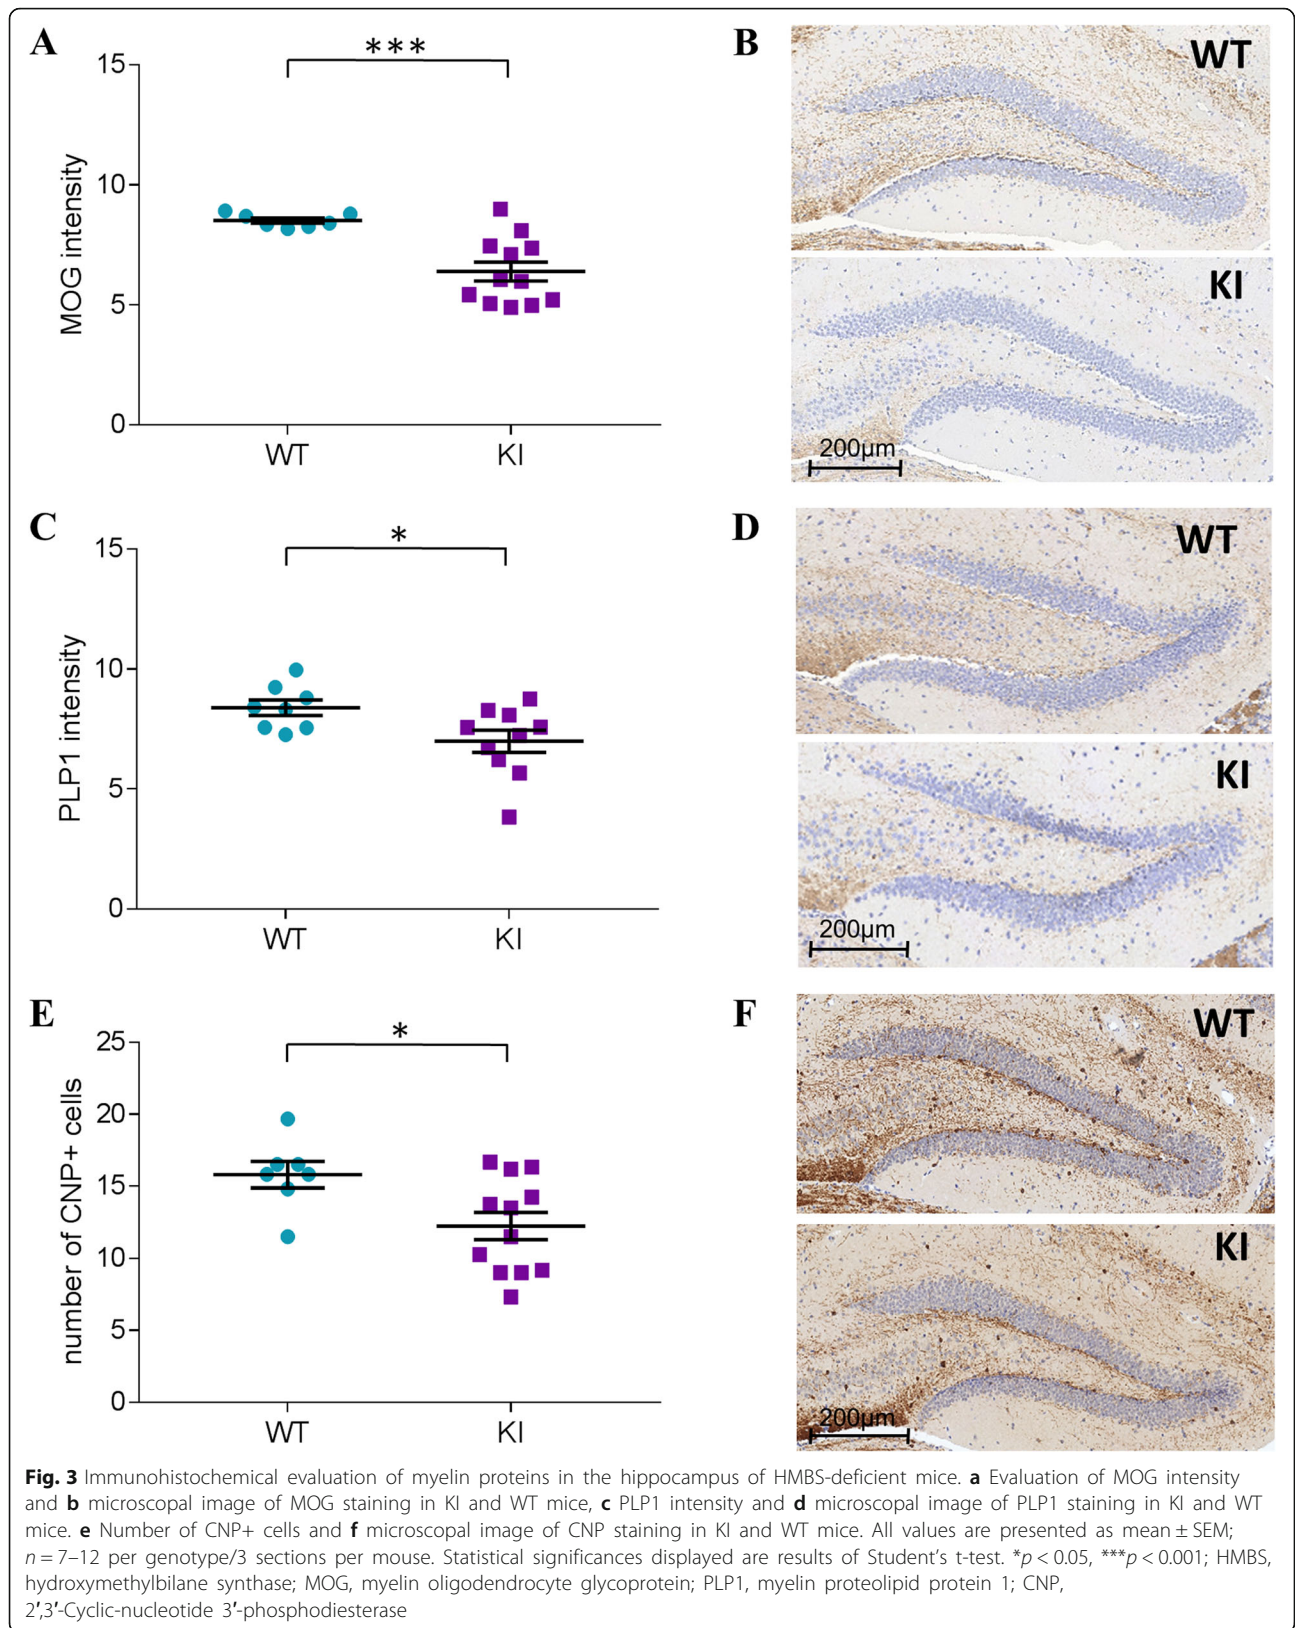 A
***
15
10
5
0
MOG intensity
WT
KI
B
WT
KI
200µm
C
*
15
10
5
0
PLP1 intensity
WT
KI
D
WT
KI
200µm
E
*
25
20
15
10
5
0
number of CNP+ cells
WT
KI
F
WT
KI
200µm
Fig. 3 Immunohistochemical evaluation of myelin proteins in the hippocampus of HMBS-deficient mice. a Evaluation of MOG intensity
and b microscopal image of MOG staining in KI and WT mice, c PLP1 intensity and d microscopal image of PLP1 staining in KI and WT
mice. e Number of CNP+ cells and f microscopal image of CNP staining in KI and WT mice. All values are presented as mean ± SEM;
n = 7–12 per genotype/3 sections per mouse. Statistical significances displayed are results of Student's t-test. *p < 0.05, ***p < 0.001; HMBS,
hydroxymethylbilane synthase; MOG, myelin oligodendrocyte glycoprotein; PLP1, myelin proteolipid protein 1; CNP,
2′,3′-Cyclic-nucleotide 3′-phosphodiesterase